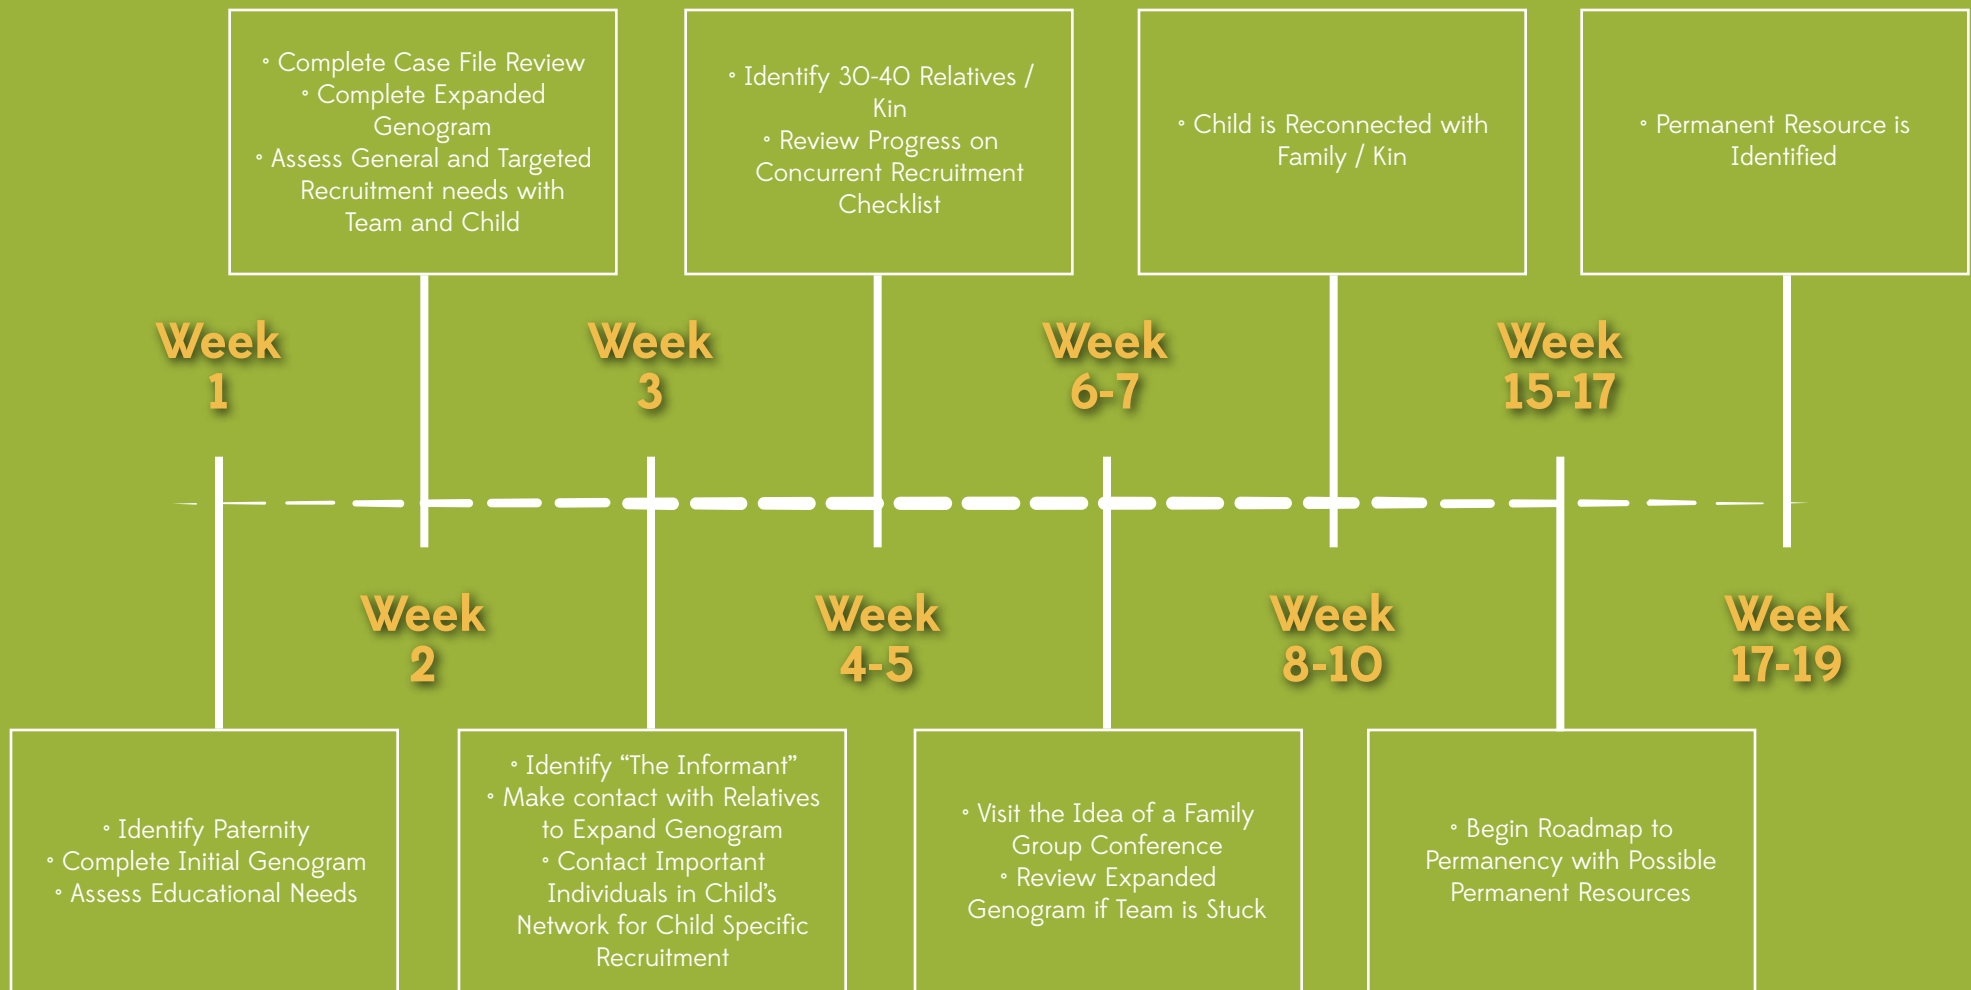 ◦ Complete Case File Review
◦ Complete Expanded
Genogram
◦ Assess General and Targeted
Recruitment needs with
Team and Child
◦ Identify 30-40 Relatives /
Kin
◦ Review Progress on
Concurrent Recruitment
Checklist
◦ Child is Reconnected with
Family / Kin
◦ Permanent Resource is
Identified
Week
1
Week
3
Week
6-7
Week
15-17
Week
2
Week
4-5
Week
8-10
Week
17-19
◦ Identify Paternity
◦ Complete Initial Genogram
◦ Assess Educational Needs
◦ Identify “The Informant”
◦ Make contact with Relatives
to Expand Genogram
◦ Contact Important
Individuals in Child’s
Network for Child Specific
Recruitment
◦ Visit the Idea of a Family
Group Conference
◦ Review Expanded
Genogram if Team is Stuck
◦ Begin Roadmap to
Permanency with Possible
Permanent Resources